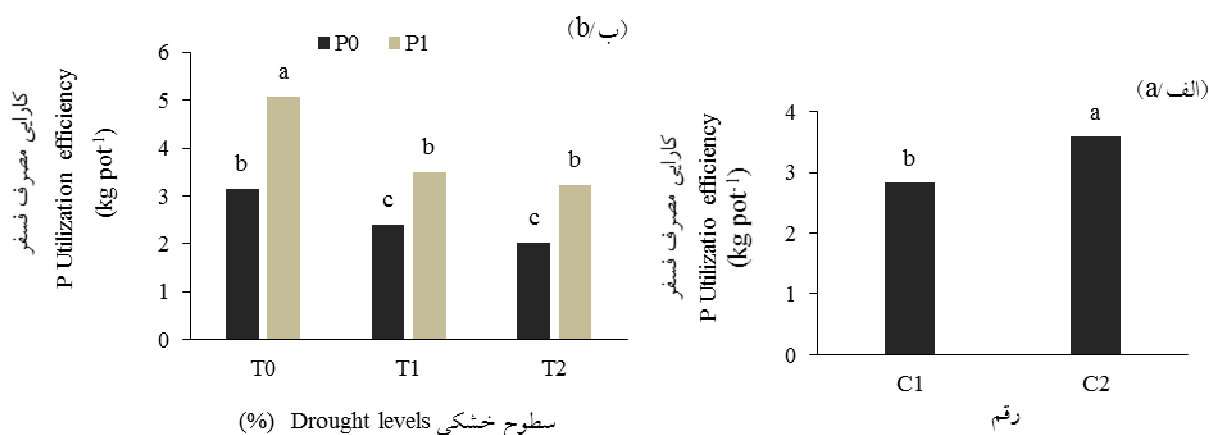 (ب/b)
P0 P1
کارایی مصرف فسفر
P Utilization efficiency
(kg pot-1)
6
5
4
3
2
1
0
b
a
c
b
c
b
T0 T1 T2
(%) Drought levels سطوح خشکی
(الف/a)
کارایی مصرف فسفر
P Utilizatio efficiency
(kg pot-1)
4
3
2
1
0
b
a
C1 C2
رقم